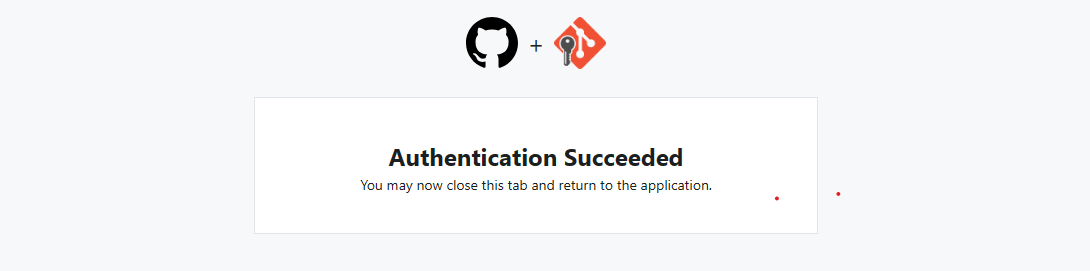 +
Authentication Succeeded
You may now close this tab and return to the application.